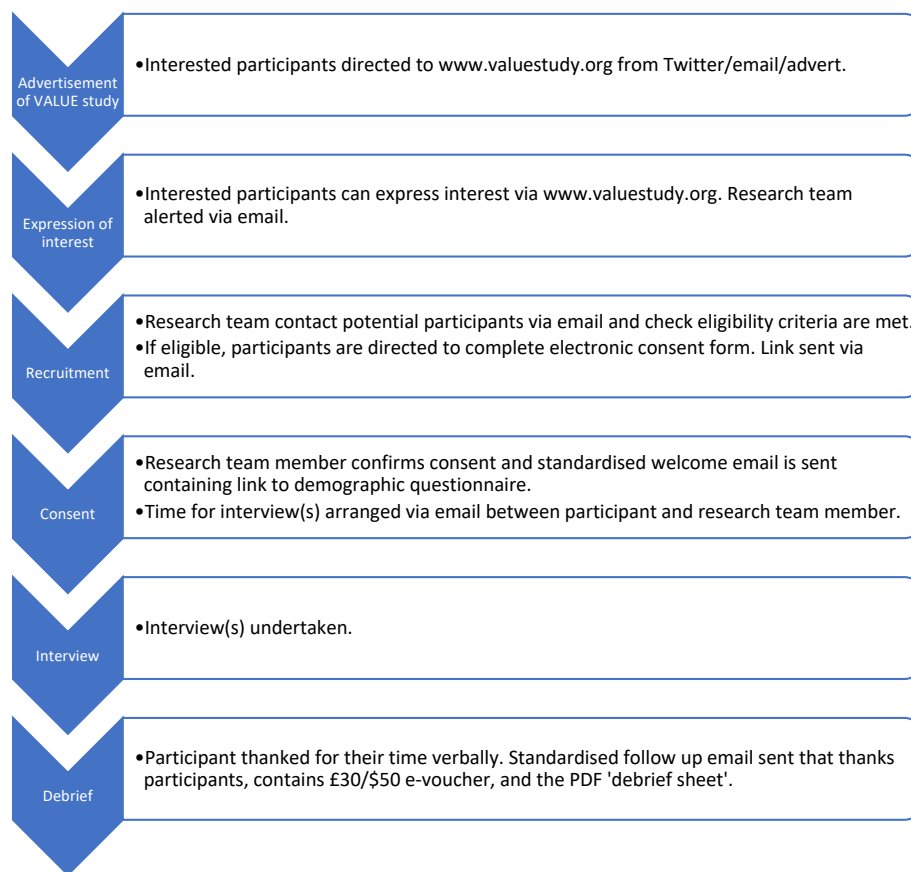 Advertisement
of VALUE study
•Interested participants directed to www.valuestudy.org from Twitter/email/advert.
Expression of
interest
•Interested participants can express interest via www.valuestudy.org. Research team
alerted via email.
Recruitment
•Research team contact potential participants via email and check eligibility criteria are met.
•If eligible, participants are directed to complete electronic consent form. Link sent via
email.
Consent
•Research team member confirms consent and standardised welcome email is sent
containing link to demographic questionnaire.
•Time for interview(s) arranged via email between participant and research team member.
Interview
•Interview(s) undertaken.
Debrief
•Participant thanked for their time verbally. Standardised follow up email sent that thanks
participants, contains £30/$50 e-voucher, and the PDF 'debrief sheet'.